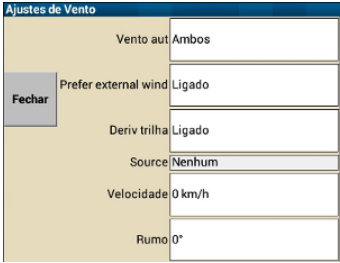 Ajustes de Vento
Vento aut Ambos
Prefer external wind Ligado
Fechar
Deriv trilha Ligado
Source Nenhum
Velocidade 0 km/h
Rumo 0°